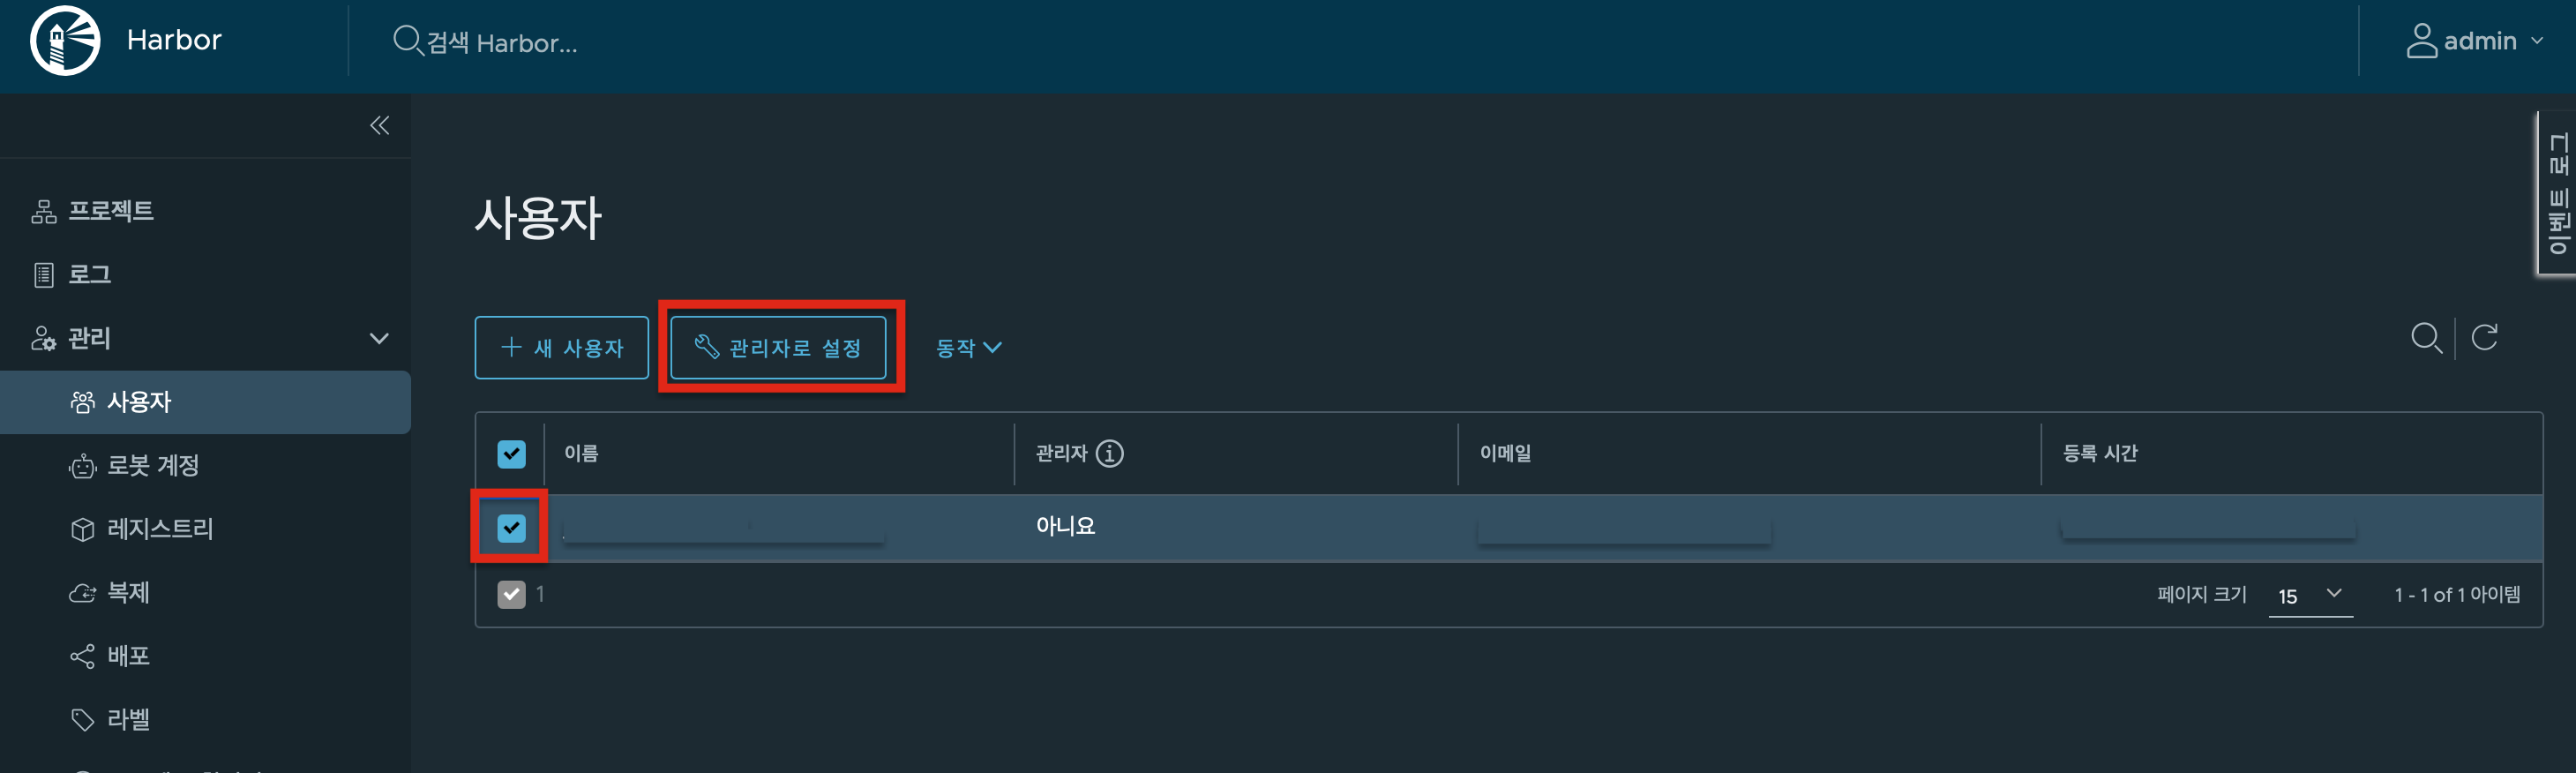 Harbor
검색 Harbor...
admin
이벤트 로그
프로젝트
로그
관리
사용자
로봇 계정
레지스트리
복제
배포
라벨
사용자
새 사용자
관리자로 설정
동작
이름 관리자 이메일 등록 시간
아니요
1
페이지 크기 15 1 - 1 of 1 아이템